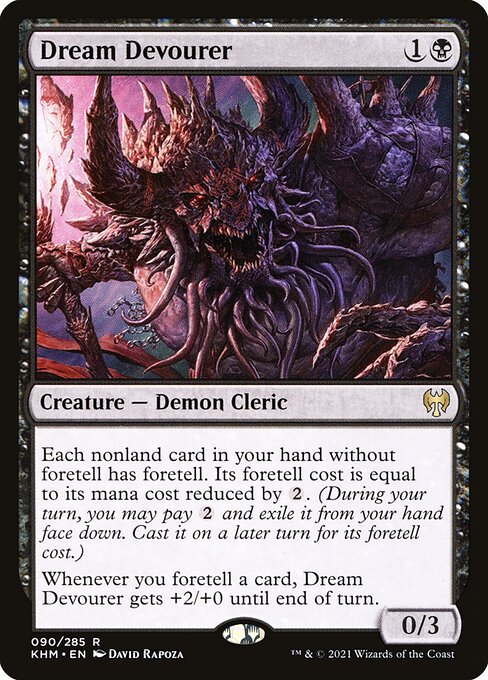 Dream Devourer 1
Creature — Demon Cleric
Each nonland card in your hand without
foretell has foretell. Its foretell cost is equal
to its mana cost reduced by 2. (During your
turn, you may pay 2 and exile it from your hand
face down. Cast it on a later turn for its foretell
cost.)
Whenever you foretell a card, Dream
Devourer gets +2/+0 until end of turn.
0/3
090/285 R
KHM • EN DAVID RAPOZA
™ & © 2021 Wizards of the Coast